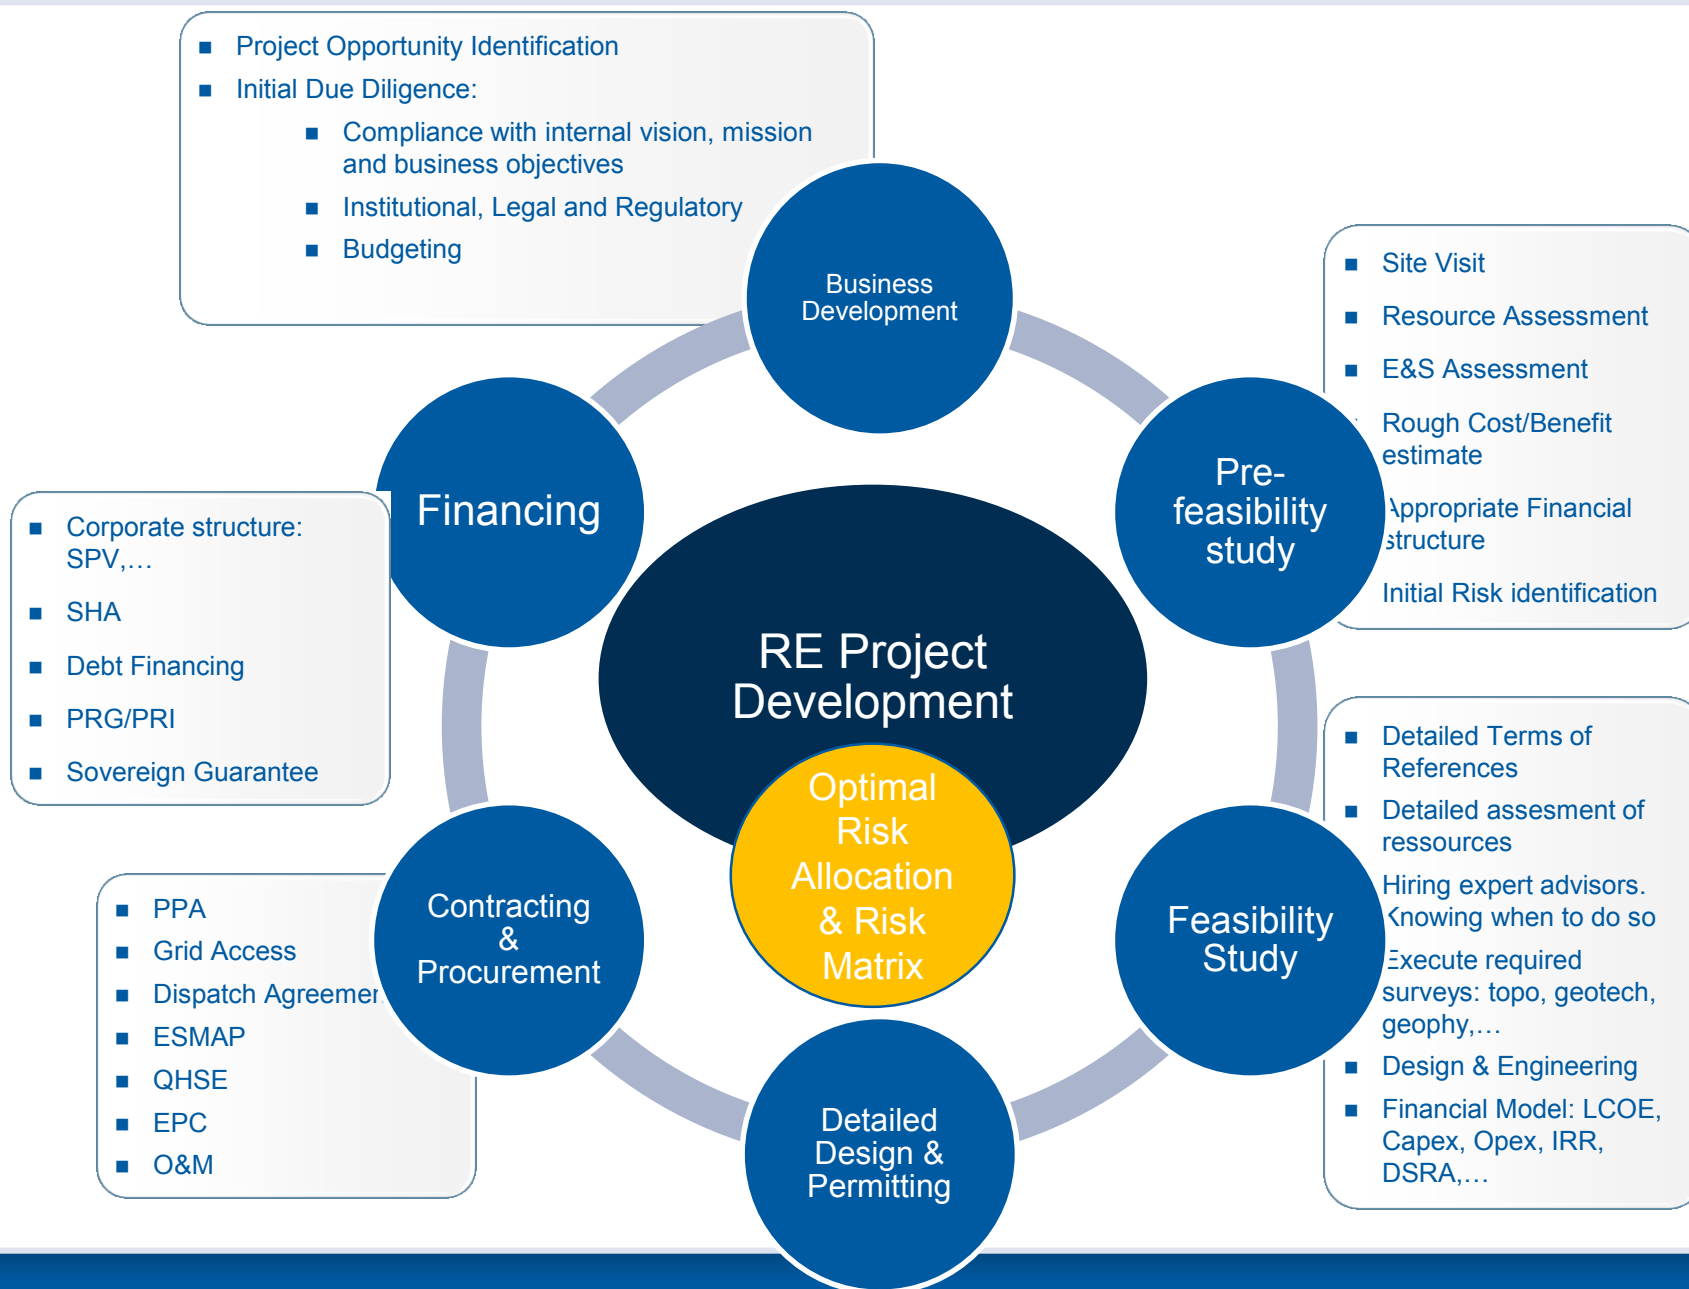 Project Opportunity Identification
Initial Due Diligence:
Compliance with internal vision, mission
and business objectives
Institutional, Legal and Regulatory
Budgeting
Business
Development
Site Visit
Resource Assessment
E&S Assessment
Rough Cost/Benefit
estimate
Appropriate Financial
structure
Initial Risk identification
Pre-
feasibility
study
Financing
Corporate structure:
SPV,…
SHA
Debt Financing
PRG/PRI
Sovereign Guarantee
RE Project
Development
Optimal
Risk
Allocation
& Risk
Matrix
Detailed Terms of
References
Detailed assesment of
ressources
Hiring expert advisors.
Knowing when to do so
Execute required
surveys: topo, geotech,
geophy,…
Design & Engineering
Financial Model: LCOE,
Capex, Opex, IRR,
DSRA,…
Feasibility
Study
Contracting
&
Procurement
PPA
Grid Access
Dispatch Agreemen
ESMAP
QHSE
EPC
O&M
Detailed
Design &
Permitting